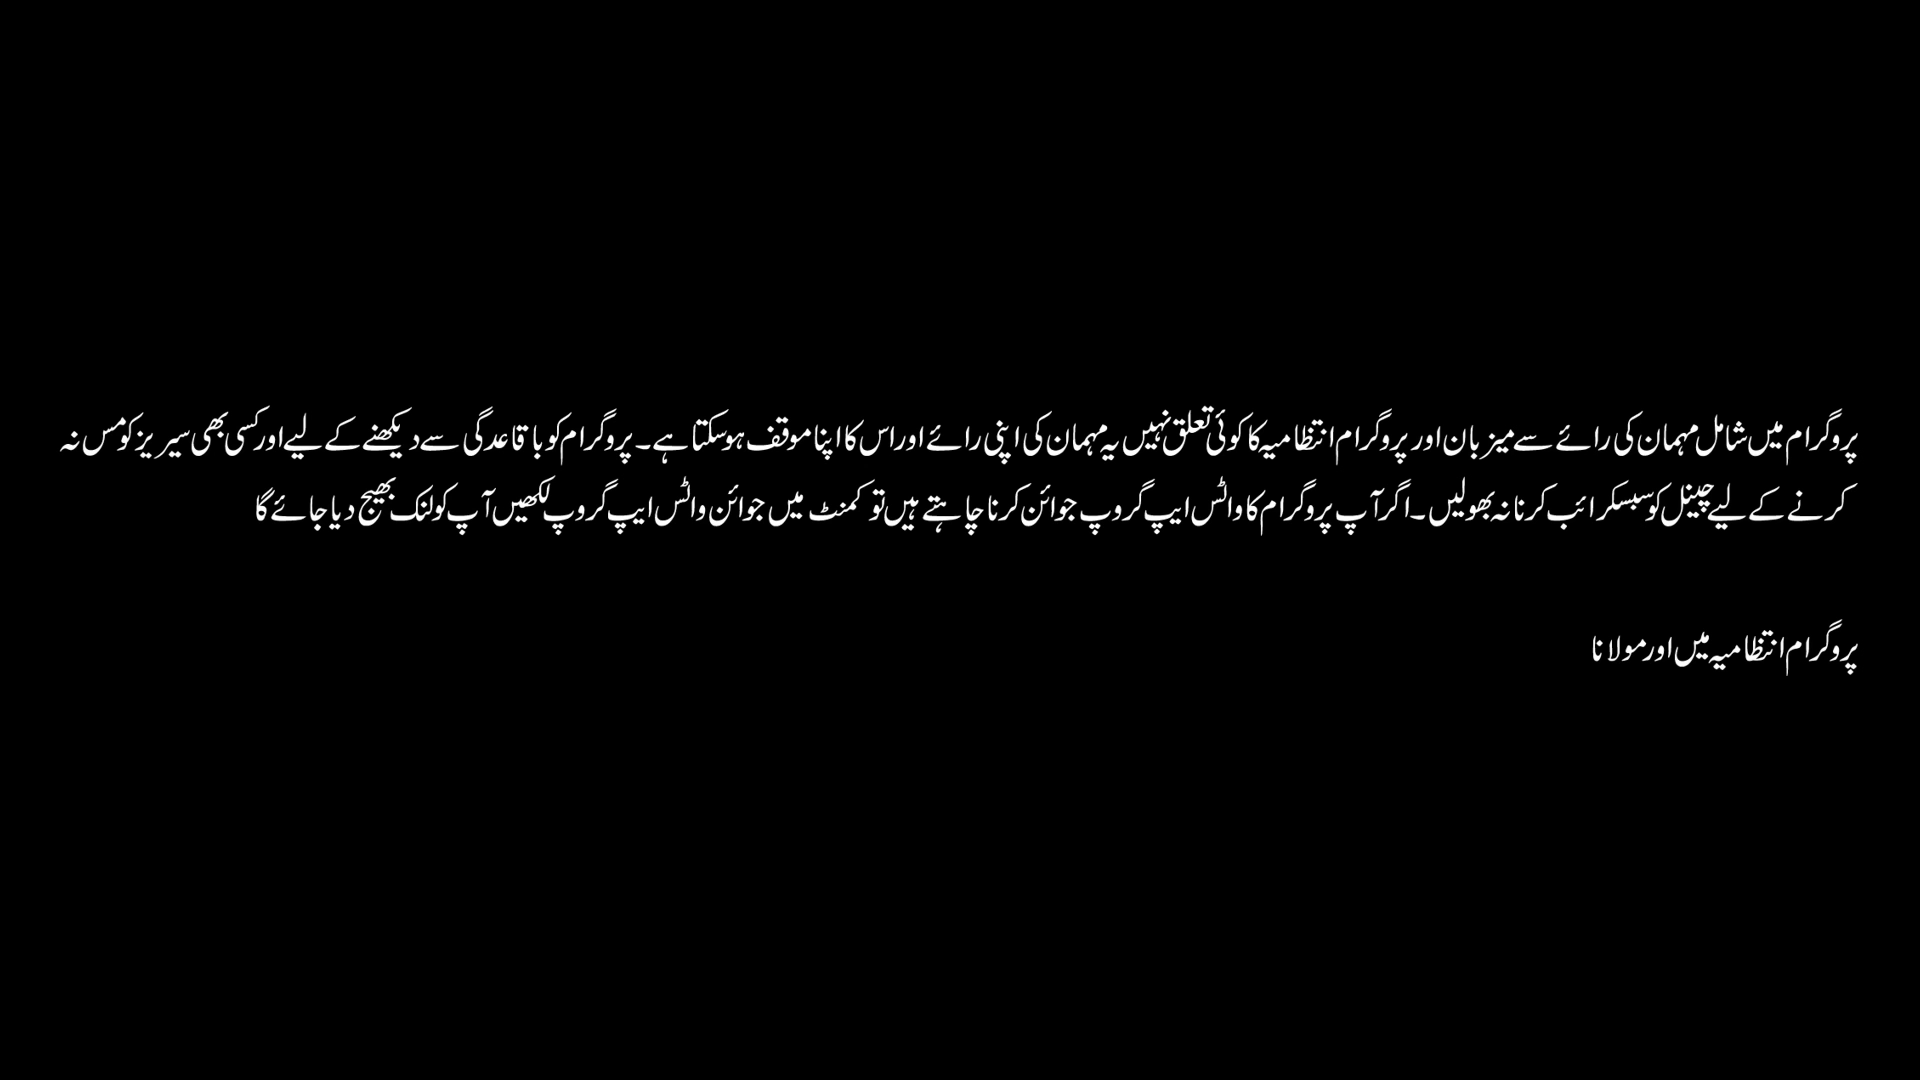 پروگرام میں شامل مہمان کی رائے سے میزبان اور پروگرام انتظامیہ کا کوئی تعلق نہیں یہ مہمان کی اپنی رائے اور اس کا اپنا موقف ہوسکتا ہے۔ پروگرام کو باقاعدگی سے دیکھنے کے لیے اور کسی بھی سیریز کو مس نہ
کرنے کے لیے چینل کو سبسکرائب کرنا نہ بھولیں۔ اگر آپ پروگرام کا واٹس ایپ گروپ جوائن کرنا چاہتے ہیں تو کمنٹ میں جوائن واٹس ایپ گروپ لکھیں آپ کو لنک بھیج دیا جائے گا
پروگرام انتظامیہ میں اور مولانا